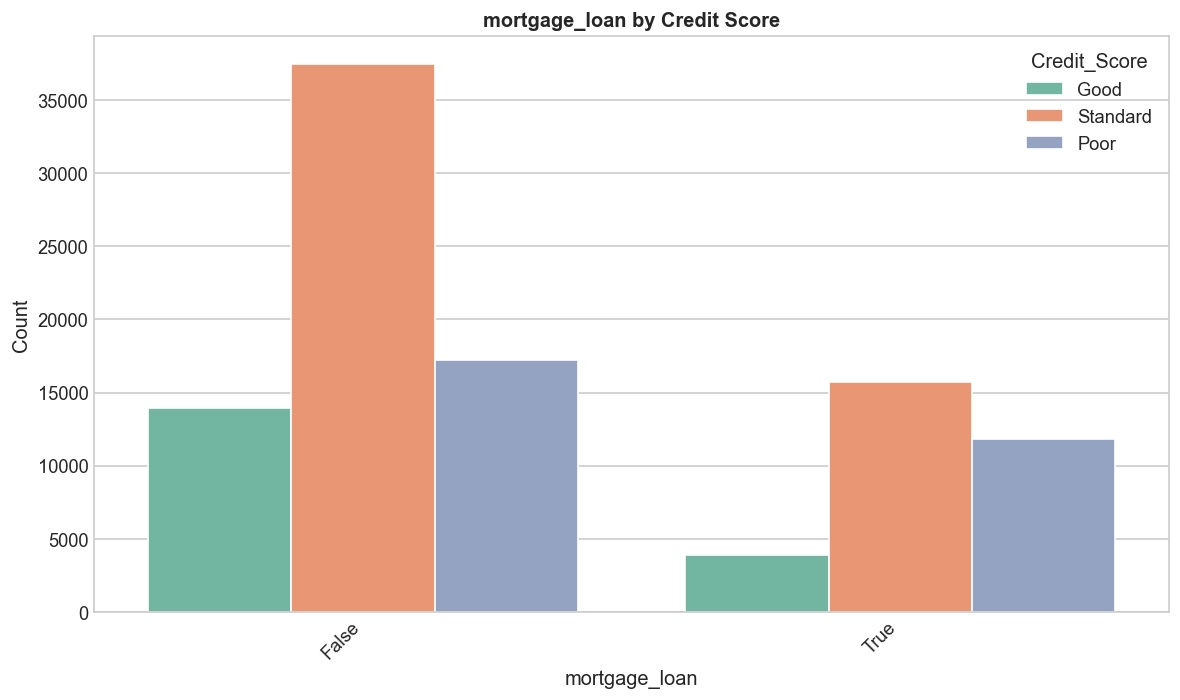 mortgage_loan by Credit Score
Credit_Score
Good
Standard
Poor
Count
35000
30000
25000
20000
15000
10000
5000
0
False
True
mortgage_loan